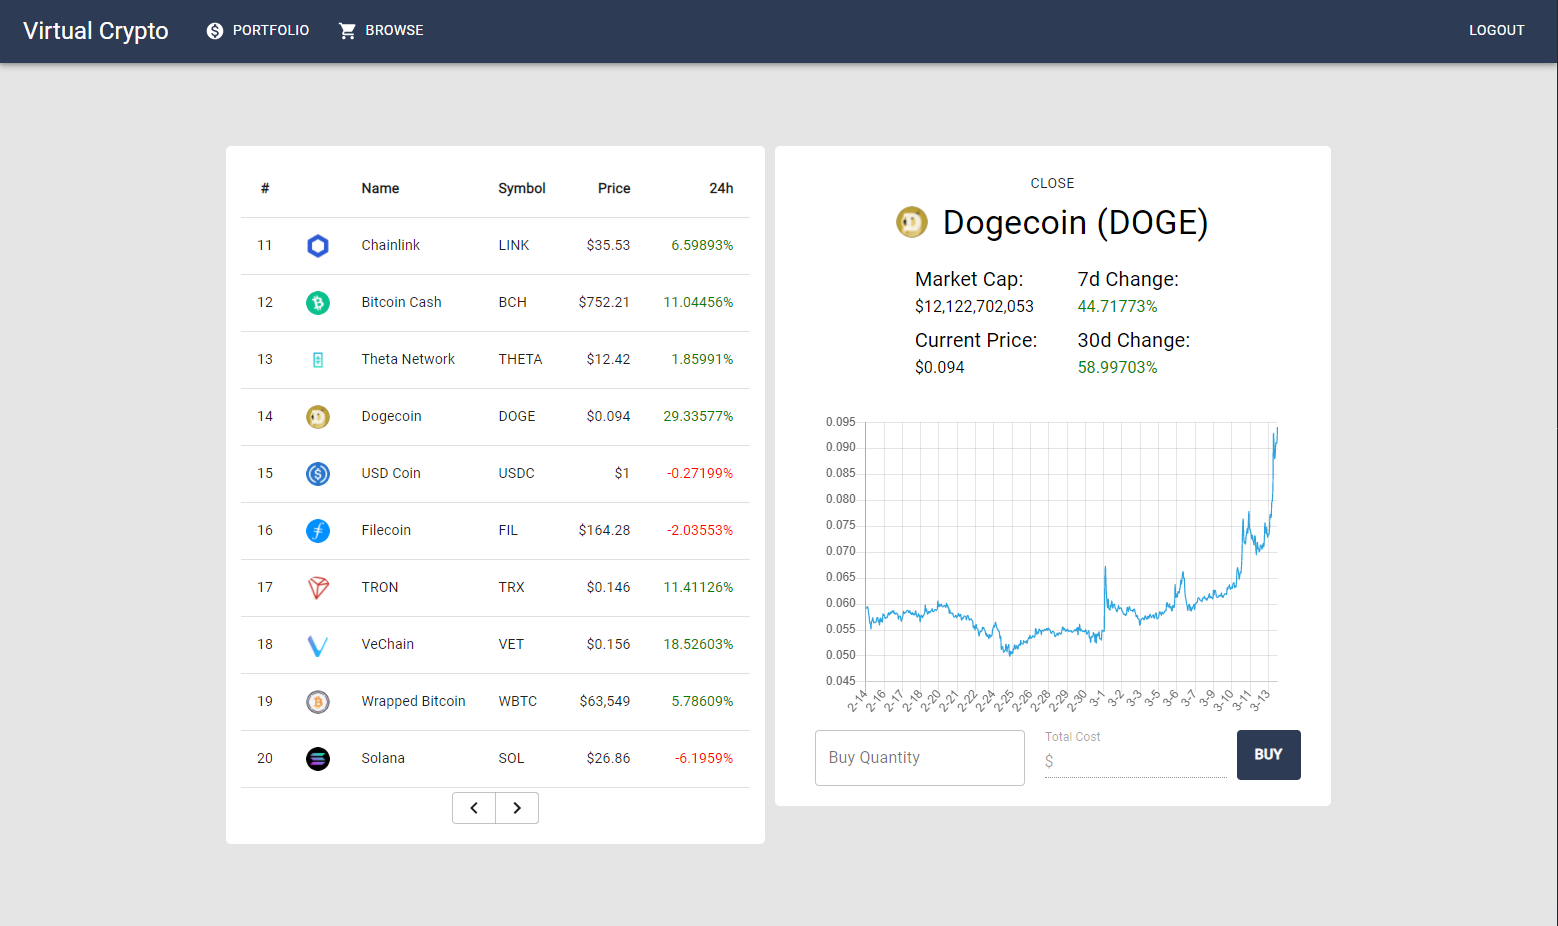 Virtual Crypto PORTFOLIO BROWSE LOGOUT
# Name Symbol Price 24h
11 Chainlink LINK $35.53 6.59893%
12 Bitcoin Cash BCH $752.21 11.04456%
13 Theta Network THETA $12.42 1.85991%
14 Dogecoin DOGE $0.094 29.33577%
15 USD Coin USDC $1 -0.27199%
16 Filecoin FIL $164.28 -2.03553%
17 TRON TRX $0.146 11.41126%
18 VeChain VET $0.156 18.52603%
19 Wrapped Bitcoin WBTC $63,549 5.78609%
20 Solana SOL $26.86 -6.1959%
CLOSE
Dogecoin (DOGE)
Market Cap: 7d Change:
$12,122,702,053 44.71773%
Current Price: 30d Change:
$0.094 58.99703%
0.095
0.090
0.085
0.080
0.075
0.070
0.065
0.060
0.055
0.050
0.045
2-14 2-16 2-17 2-18 2-20 2-21 2-22 2-24 2-25 2-26 2-28 2-29 2-30 3-1 3-2 3-3 3-5 3-6 3-7 3-9 3-10 3-11 3-13
Buy Quantity
Total Cost
$
BUY